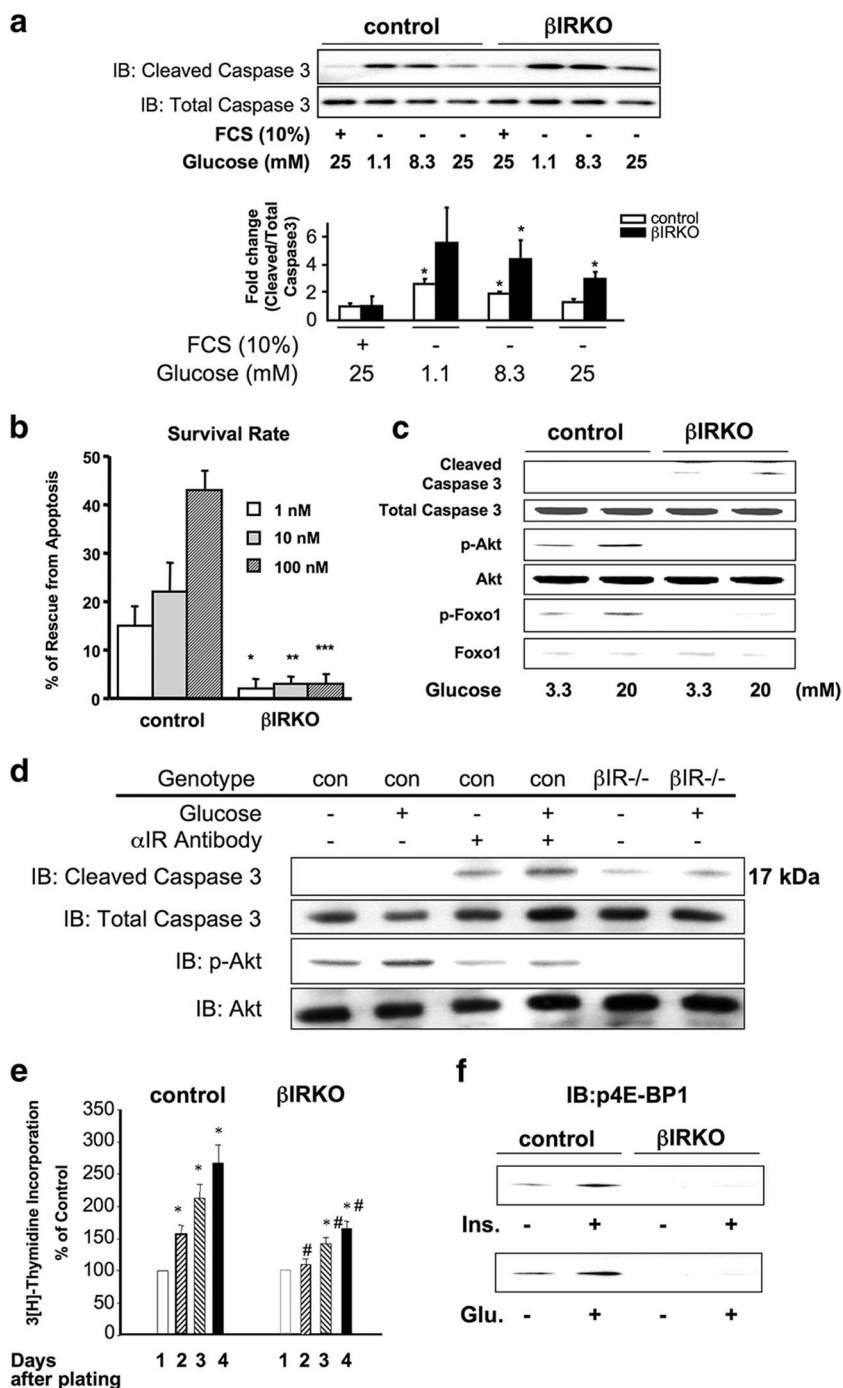 a
control βIRKO
IB: Cleaved Caspase 3
IB: Total Caspase 3
FCS (10%) + - - - + - - -
Glucose (mM) 25 1.1 8.3 25 25 1.1 8.3 25
Fold change
(Cleaved/Total
Caspase3)
6
4
2
0
* * * *
control
βIRKO
FCS (10%) + - - -
Glucose (mM) 25 1.1 8.3 25
b
Survival Rate
% of Rescue from Apoptosis
50
40
30
20
10
0
1 nM
10 nM
100 nM
* ** ***
control βIRKO
c
control βIRKO
Cleaved
Caspase 3
Total Caspase 3
p-Akt
Akt
p-Foxo1
Foxo1
Glucose 3.3 20 3.3 20 (mM)
d
Genotype con con con con βIR-/- βIR-/-
Glucose - + - + - +
αIR Antibody - - + + - -
IB: Cleaved Caspase 3 17 kDa
IB: Total Caspase 3
IB: p-Akt
IB: Akt
e
control βIRKO
3[H]-Thymidine Incorporation
% of Control
350
300
250
200
150
100
50
0
* * * # *# *#
Days 1 2 3 4 1 2 3 4
after plating
f
IB:p4E-BP1
control βIRKO
Ins. - + - +
Glu. - + - +